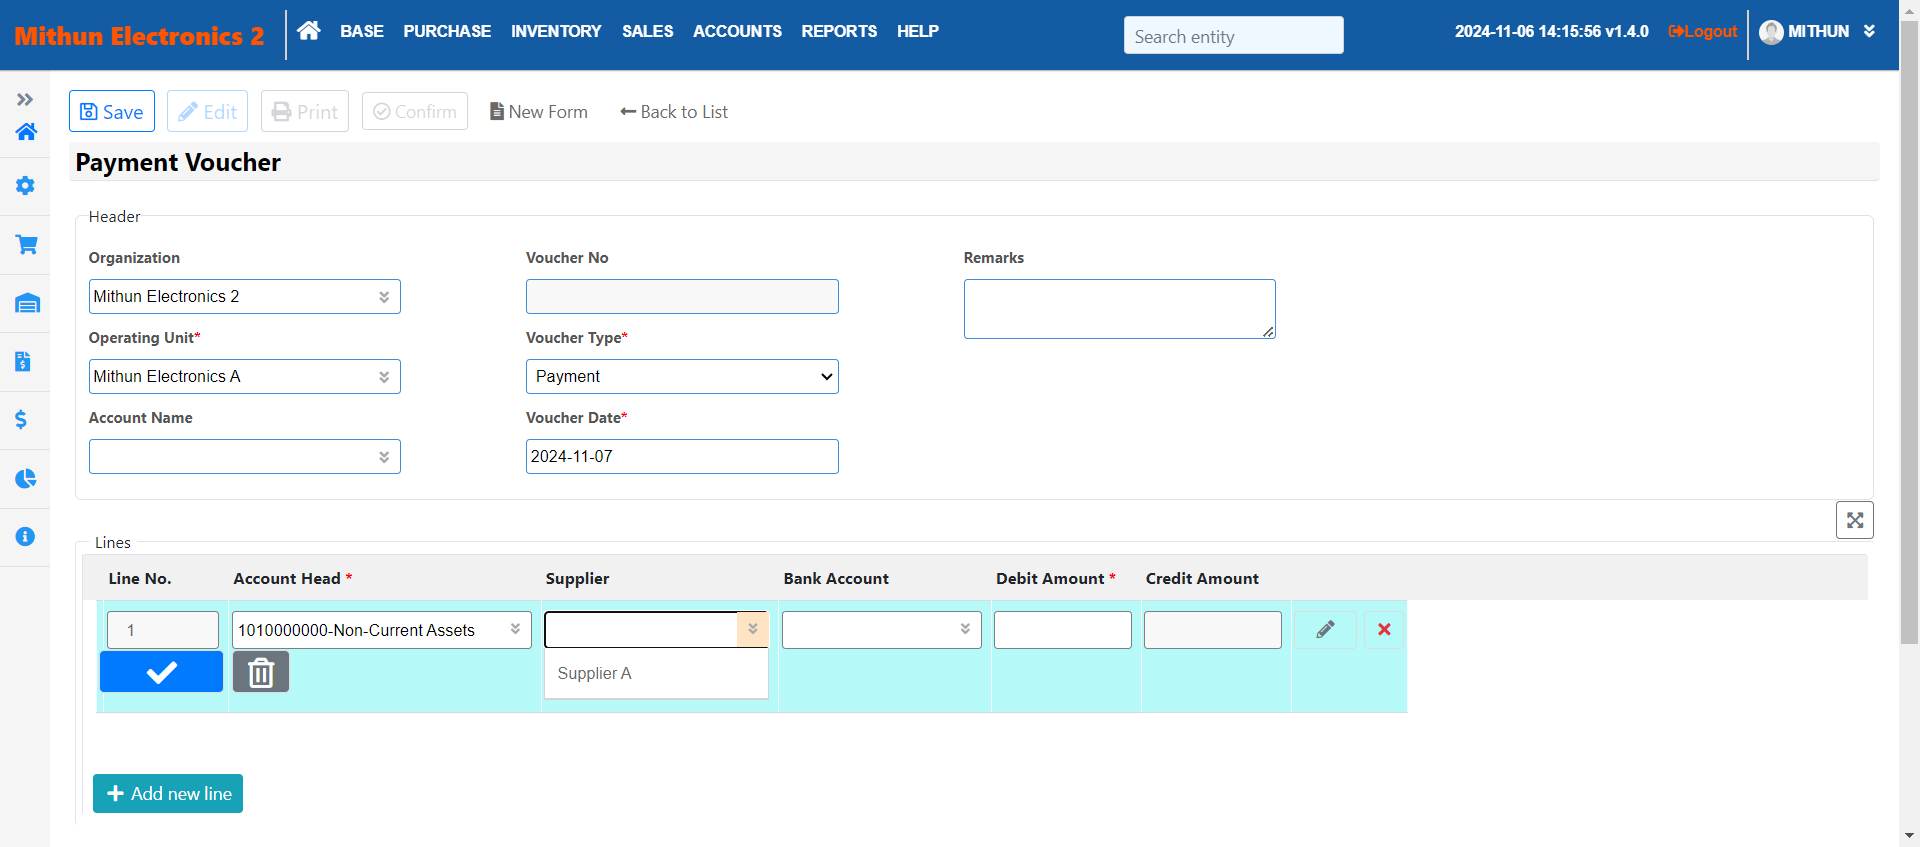 Mithun Electronics 2
BASE PURCHASE INVENTORY SALES ACCOUNTS REPORTS HELP
Search entity
2024-11-06 14:15:56 v1.4.0
Logout
MITHUN
Save
Edit
Print
Confirm
New Form
Back to List
Payment Voucher
Header
Organization
Mithun Electronics 2
Operating Unit*
Mithun Electronics A
Account Name
Voucher No
Voucher Type*
Payment
Voucher Date*
2024-11-07
Remarks
Lines
Line No. Account Head * Supplier Bank Account Debit Amount * Credit Amount
1 1010000000-Non-Current Assets
Supplier A
Add new line